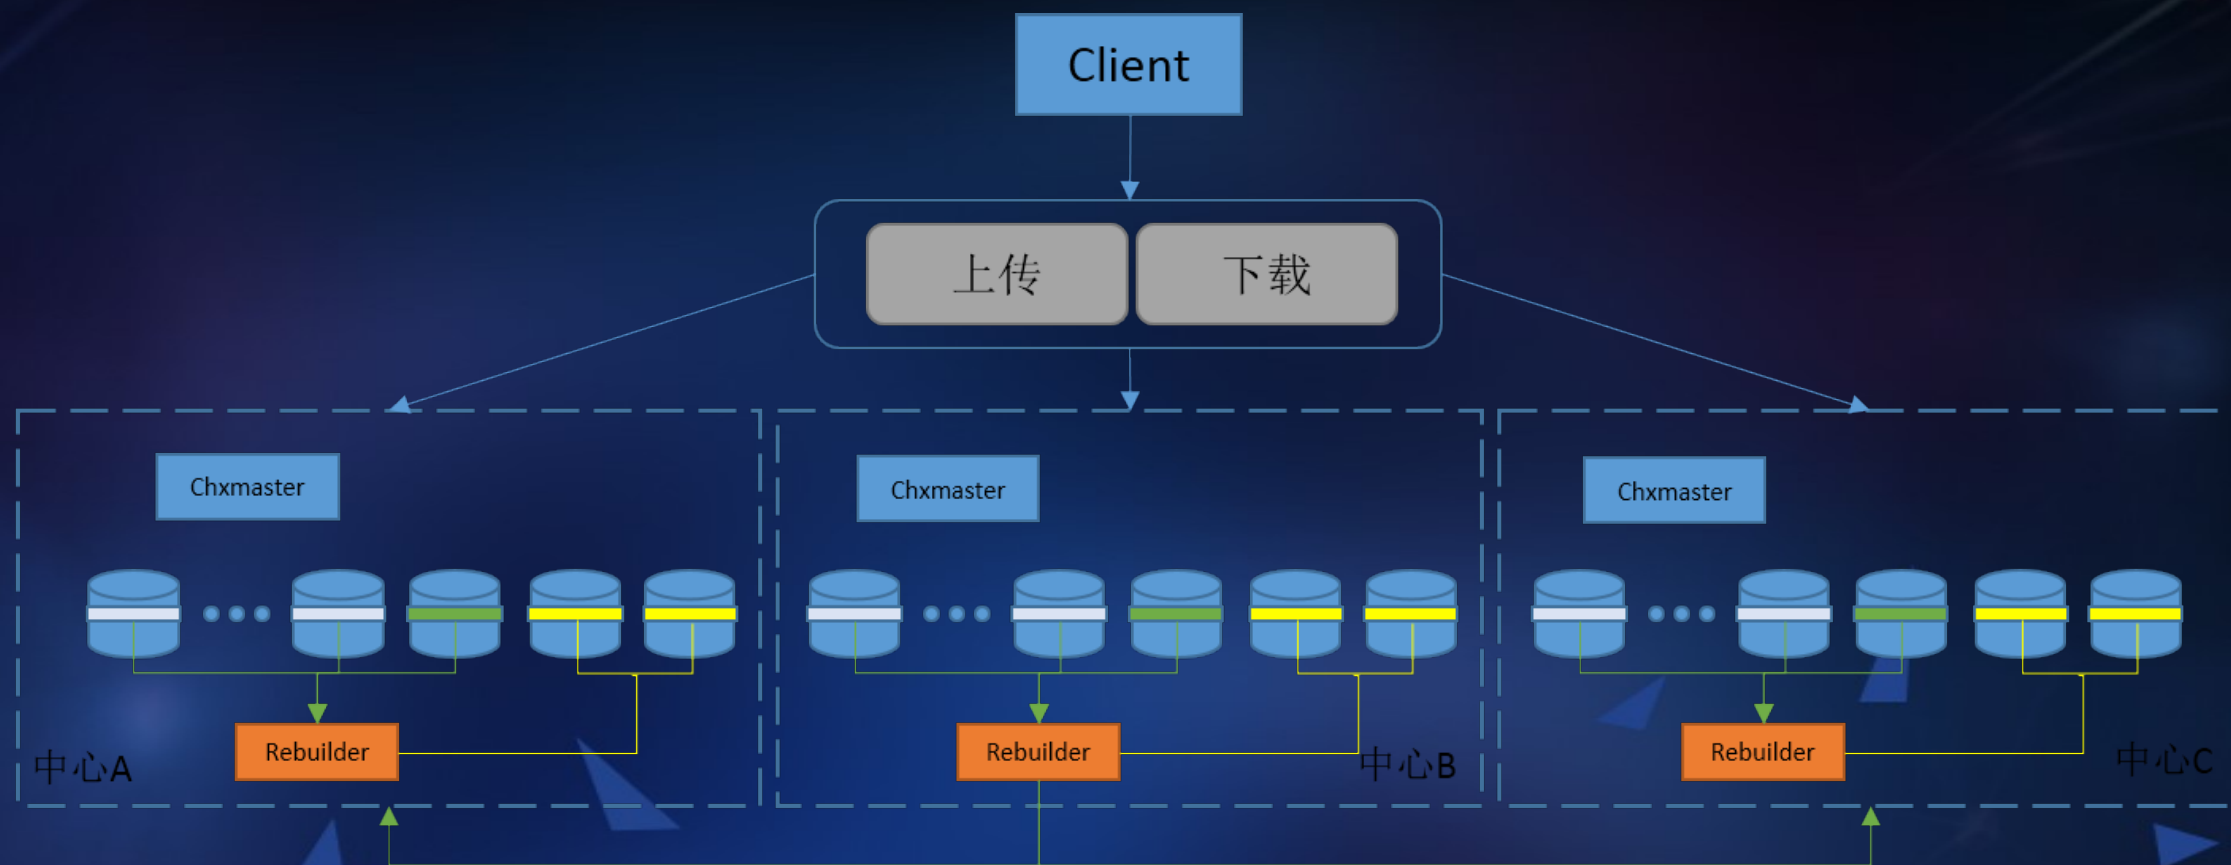 Client
上传
下载
Chxmaster
Chxmaster
Chxmaster
Rebuilder
Rebuilder
Rebuilder
中心A
中心B
中心C